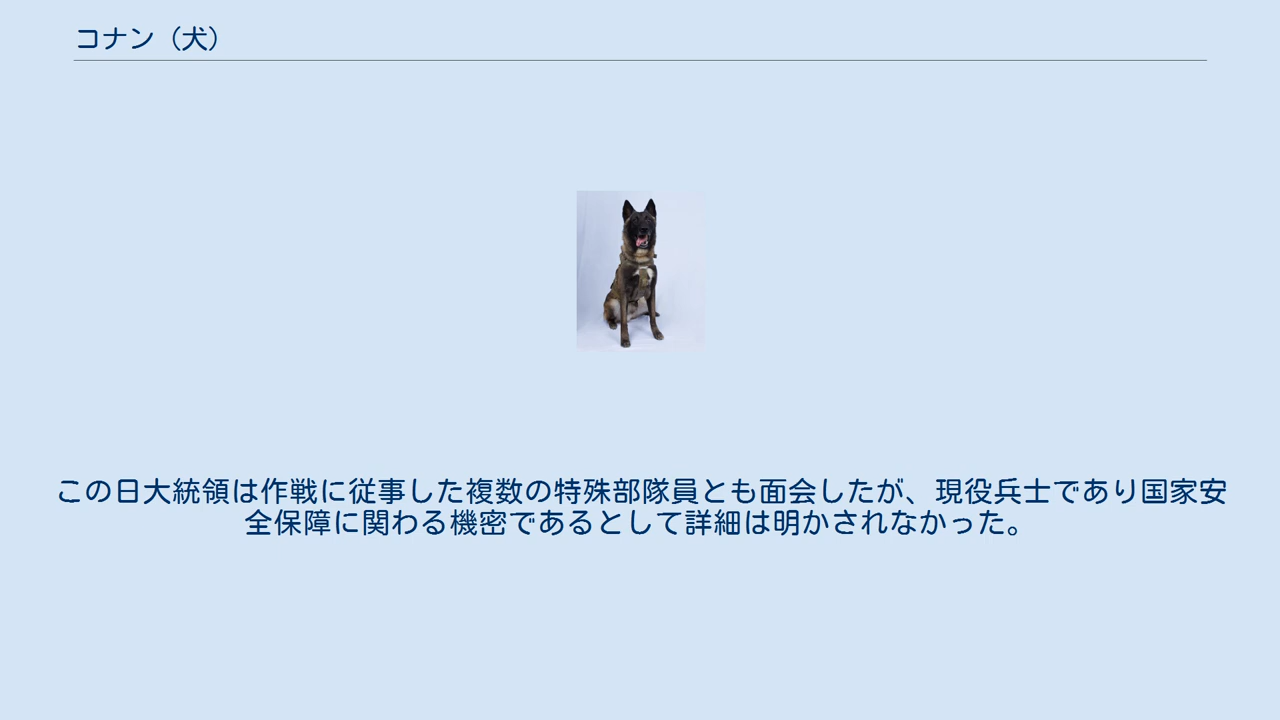 コナン（犬）
この日大統領は作戦に従事した複数の特殊部隊員とも面会したが、現役兵士であり国家安
全保障に関わる機密であるとして詳細は明かされなかった。